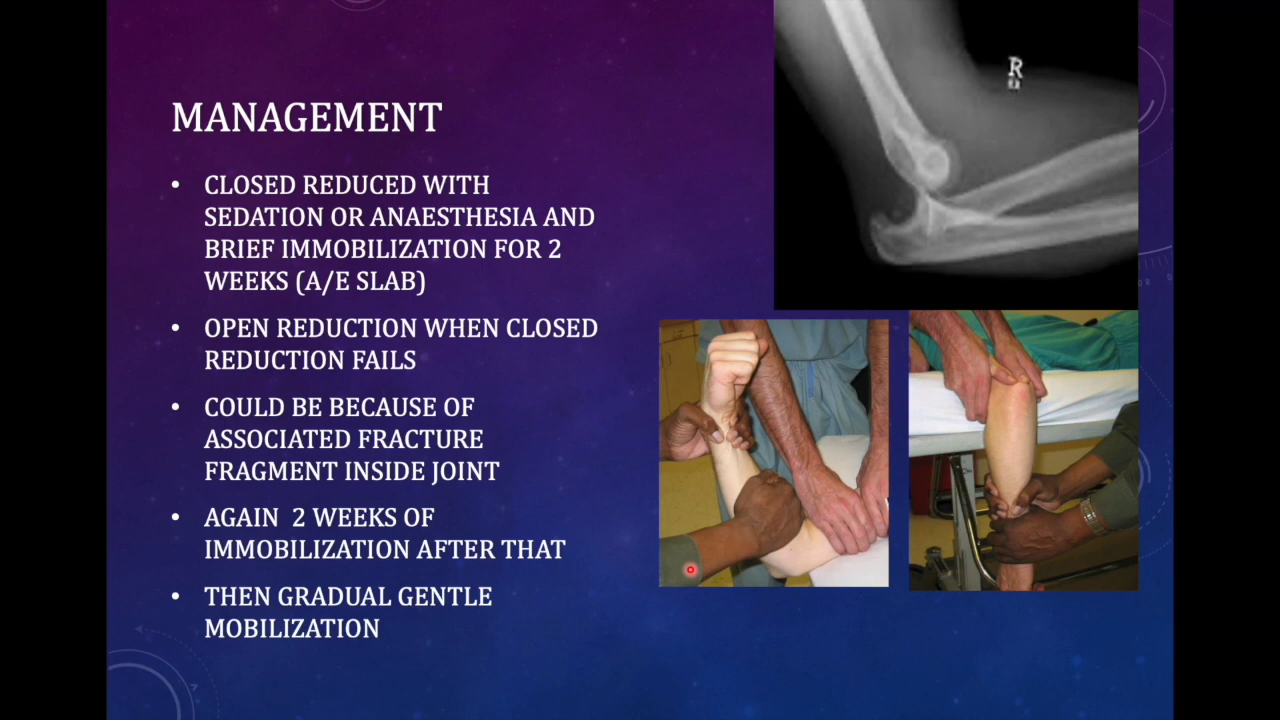 MANAGEMENT
• CLOSED REDUCED WITH
SEDATION OR ANAESTHESIA AND
BRIEF IMMOBILIZATION FOR 2
WEEKS (A/E SLAB)
• OPEN REDUCTION WHEN CLOSED
REDUCTION FAILS
• COULD BE BECAUSE OF
ASSOCIATED FRACTURE
FRAGMENT INSIDE JOINT
• AGAIN 2 WEEKS OF
IMMOBILIZATION AFTER THAT
• THEN GRADUAL GENTLE
MOBILIZATION
R